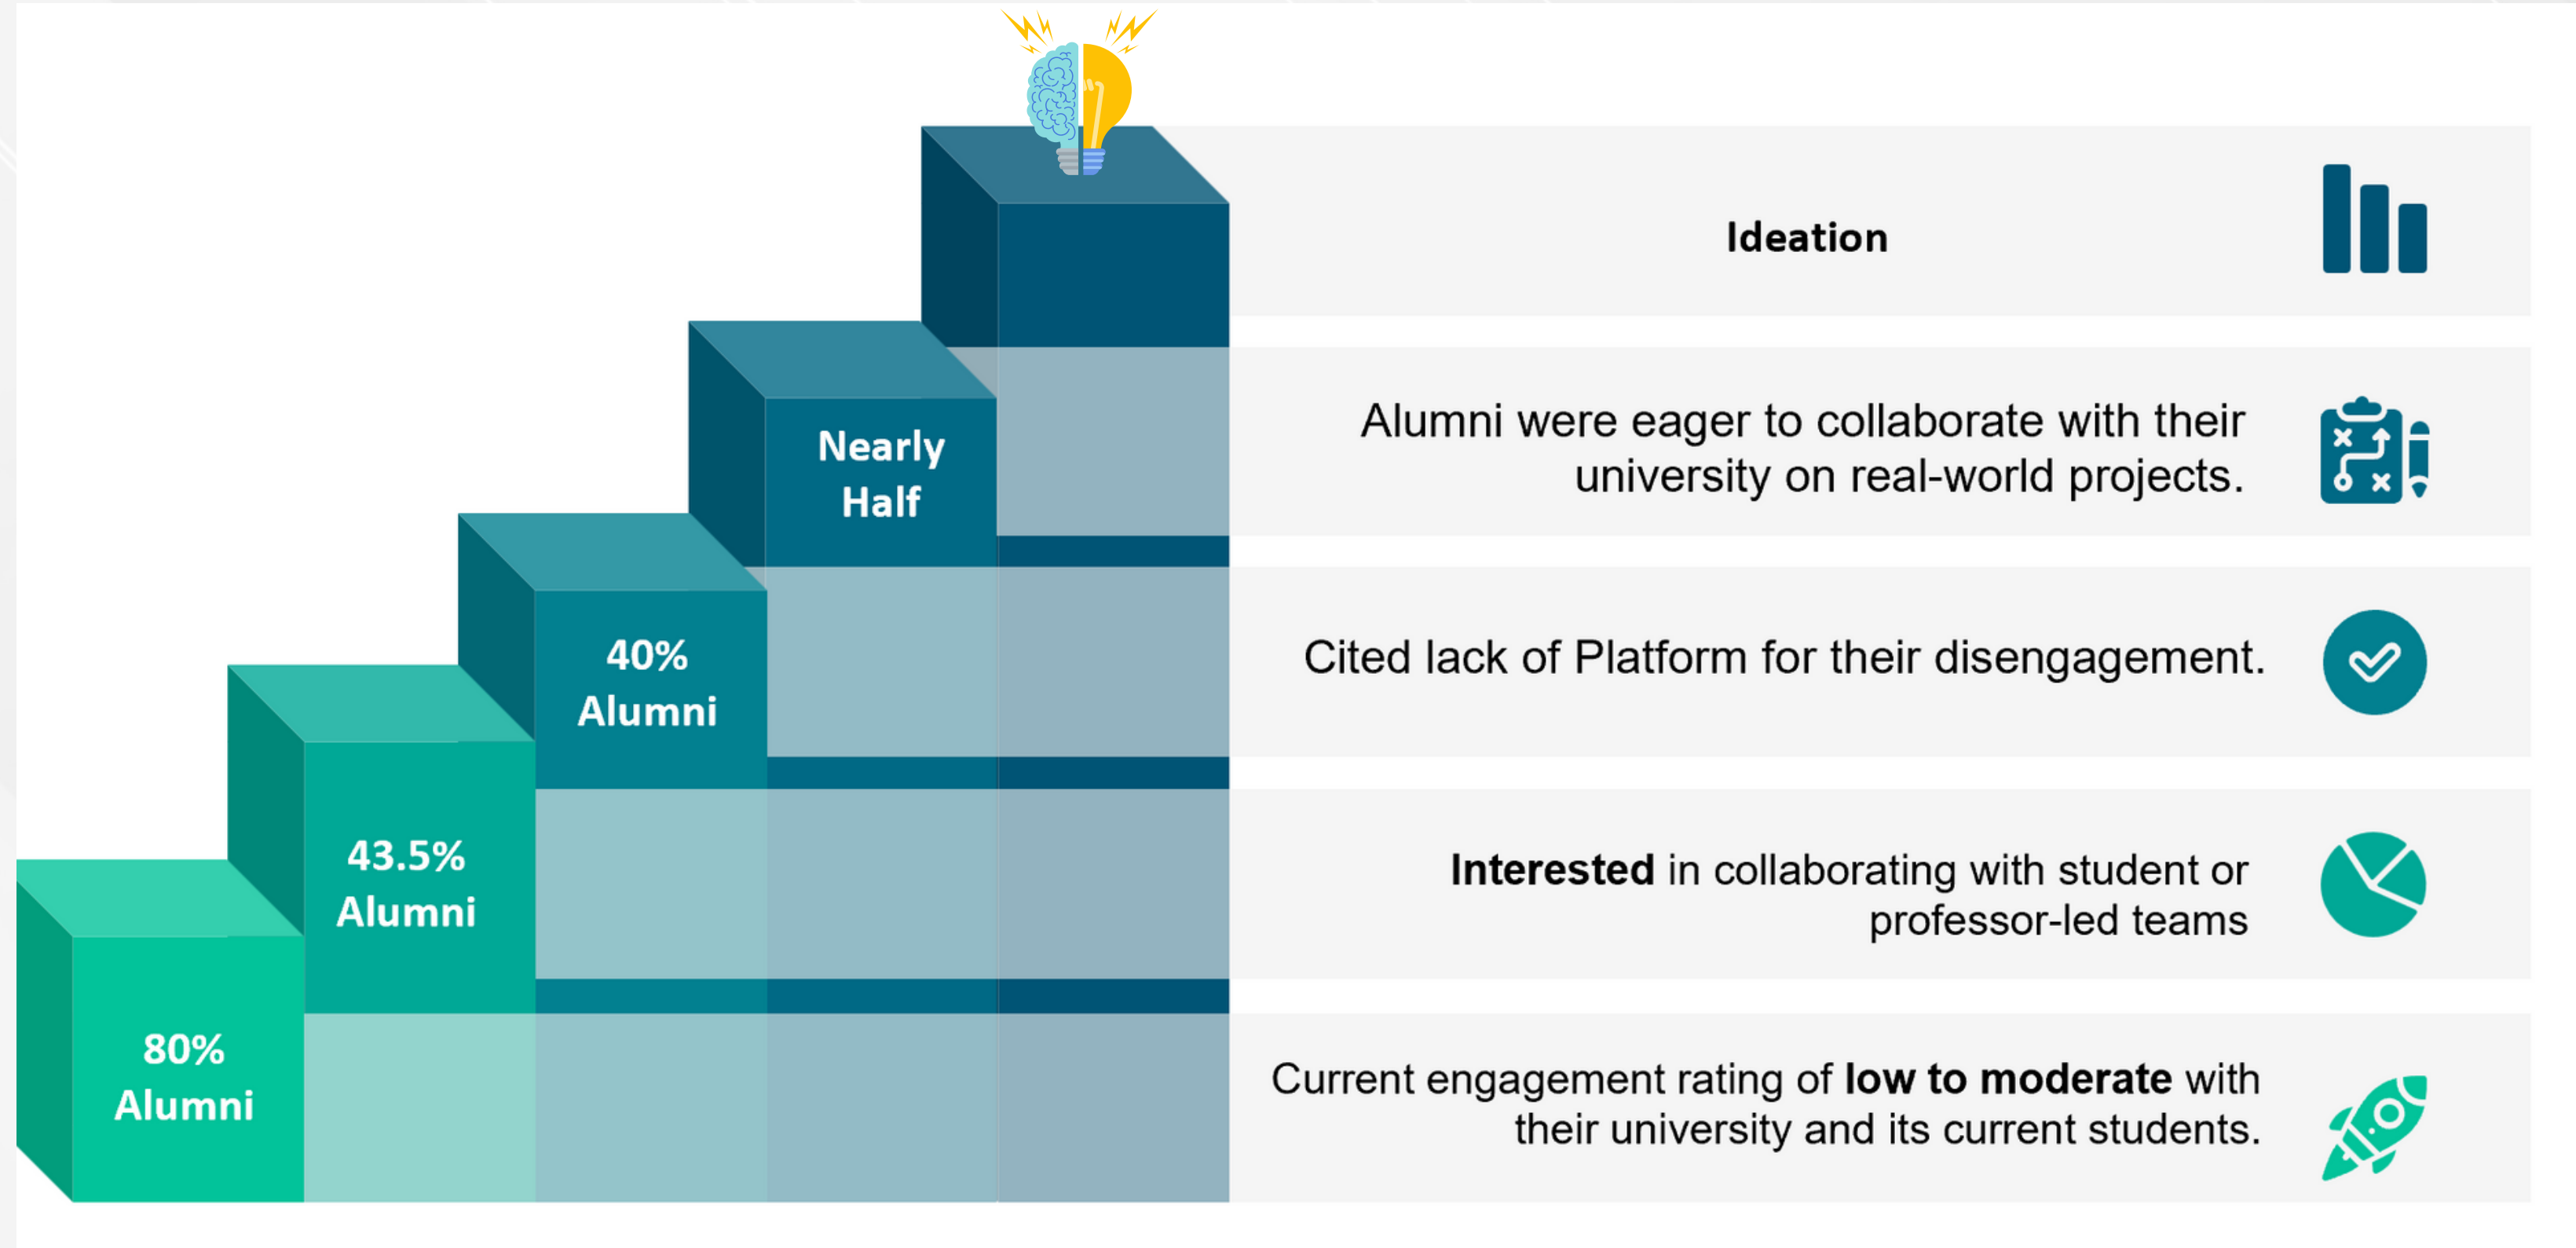 Ideation
Nearly
Half
Alumni were eager to collaborate with their
university on real-world projects.
40%
Alumni
Cited lack of Platform for their disengagement.
43.5%
Alumni
Interested in collaborating with student or
professor-led teams
80%
Alumni
Current engagement rating of low to moderate with
their university and its current students.